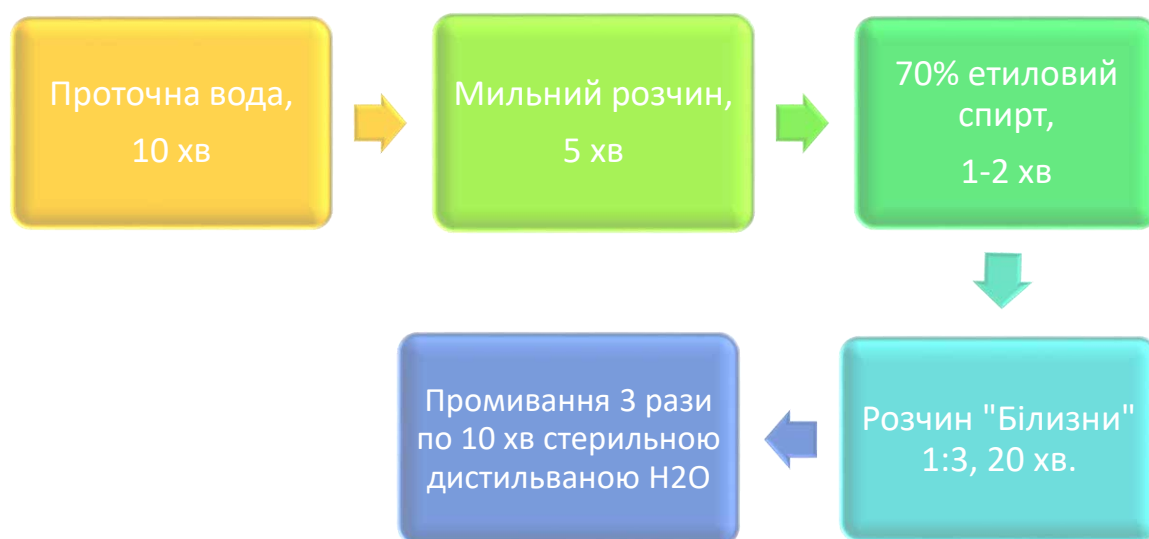 Проточна вода,
10 хв
Мильний розчин,
5 хв
70% етиловий
спирт,
1-2 хв
Розчин "Білизни"
1:3, 20 хв.
Промивання 3 рази
по 10 хв стерильною
дистильваною H2O